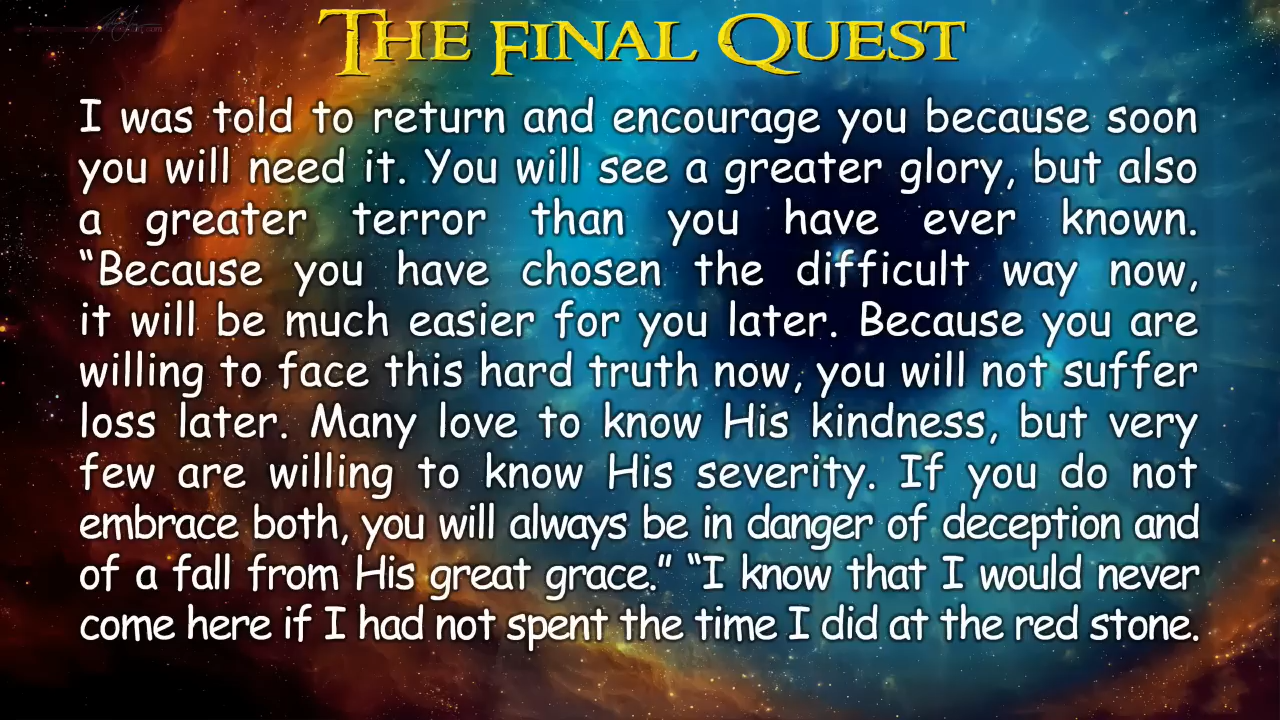 THE FINAL QUEST
I was told to return and encourage you because soon
you will need it. You will see a greater glory, but also
a greater terror than you have ever known.
“Because you have chosen the difficult way now,
it will be much easier for you later. Because you are
willing to face this hard truth now, you will not suffer
loss later. Many love to know His kindness, but very
few are willing to know His severity. If you do not
embrace both, you will always be in danger of deception and
of a fall from His great grace.” “I know that I would never
come here if I had not spent the time I did at the red stone.